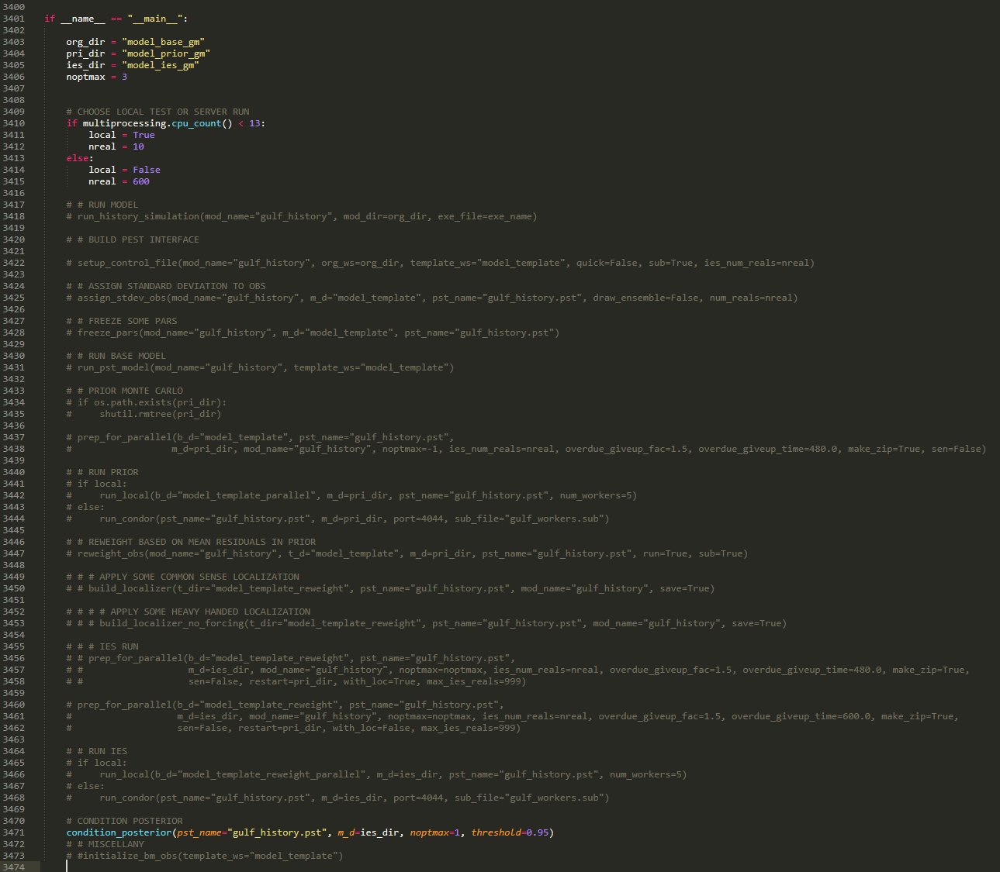 3400
3401 if __name__ == "__main__":
3402
3403     org_dir = "model_base_gm"
3404     pri_dir = "model_prior_gm"
3405     ies_dir = "model_ies_gm"
3406     noptmax = 3
3407
3408
3409     # CHOOSE LOCAL TEST OR SERVER RUN
3410     if multiprocessing.cpu_count() < 13:
3411         local = True
3412         nreal = 10
3413     else:
3414         local = False
3415         nreal = 600
3416
3417     # # RUN MODEL
3418     # run_history_simulation(mod_name="gulf_history", mod_dir=org_dir, exe_file=exe_name)
3419
3420     # # BUILD PEST INTERFACE
3421
3422     # setup_control_file(mod_name="gulf_history", org_ws=org_dir, template_ws="model_template", quick=False, sub=True, ies_num_reals=nreal)
3423
3424     # # ASSIGN STANDARD DEVIATION TO OBS
3425     # assign_stdev_obs(mod_name="gulf_history", m_d="model_template", pst_name="gulf_history.pst", draw_ensemble=False, num_reals=nreal)
3426
3427     # # FREEZE SOME PARS
3428     # freeze_pars(mod_name="gulf_history", m_d="model_template", pst_name="gulf_history.pst")
3429
3430     # # RUN BASE MODEL
3431     # run_pst_model(mod_name="gulf_history", template_ws="model_template")
3432
3433     # # PRIOR MONTE CARLO
3434     # if os.path.exists(pri_dir):
3435     #     shutil.rmtree(pri_dir)
3436
3437     # prep_for_parallel(b_d="model_template", pst_name="gulf_history.pst",
3438     #                  m_d=pri_dir, mod_name="gulf_history", noptmax=-1, ies_num_reals=nreal, overdue_giveup_fac=1.5, overdue_giveup_time=480.0, make_zip=True, sen=False)
3439
3440     # # RUN PRIOR
3441     # if local:
3442     #     run_local(b_d="model_template_parallel", m_d=pri_dir, pst_name="gulf_history.pst", num_workers=5)
3443     # else:
3444     #     run_condor(pst_name="gulf_history.pst", m_d=pri_dir, port=4044, sub_file="gulf_workers.sub")
3445
3446     # # REWEIGHT BASED ON MEAN RESIDUALS IN PRIOR
3447     # reweight_obs(mod_name="gulf_history", t_d="model_template", m_d=pri_dir, pst_name="gulf_history.pst", run=True, sub=True)
3448
3449     # # # APPLY SOME COMMON SENSE LOCALIZATION
3450     # # build_localizer(t_dir="model_template_reweight", pst_name="gulf_history.pst", mod_name="gulf_history", save=True)
3451
3452     # # # # APPLY SOME HEAVY HANDED LOCALIZATION
3453     # # # build_localizer_no_forcing(t_dir="model_template_reweight", pst_name="gulf_history.pst", mod_name="gulf_history", save=True)
3454
3455     # # # IES RUN
3456     # # prep_for_parallel(b_d="model_template_reweight", pst_name="gulf_history.pst",
3457     # #                   m_d=ies_dir, mod_name="gulf_history", noptmax=noptmax, ies_num_reals=nreal, overdue_giveup_fac=1.5, overdue_giveup_time=480.0, make_zip=True,
3458     # #                   sen=False, restart=pri_dir, with_loc=True, max_ies_reals=999)
3459
3460     # prep_for_parallel(b_d="model_template_reweight", pst_name="gulf_history.pst",
3461     #                   m_d=ies_dir, mod_name="gulf_history", noptmax=noptmax, ies_num_reals=nreal, overdue_giveup_fac=1.5, overdue_giveup_time=600.0, make_zip=True,
3462     #                   sen=False, restart=pri_dir, with_loc=False, max_ies_reals=999)
3463
3464     # # RUN IES
3465     # if local:
3466     #     run_local(b_d="model_template_reweight_parallel", m_d=ies_dir, pst_name="gulf_history.pst", num_workers=5)
3467     # else:
3468     #     run_condor(pst_name="gulf_history.pst", m_d=ies_dir, port=4044, sub_file="gulf_workers.sub")
3469
3470     # CONDITION POSTERIOR
3471     condition_posterior(pst_name="gulf_history.pst", m_d=ies_dir, noptmax=1, threshold=0.95)
3472     # # MISCELLANY
3473     # #initialize_bm_obs(template_ws="model_template")
3474